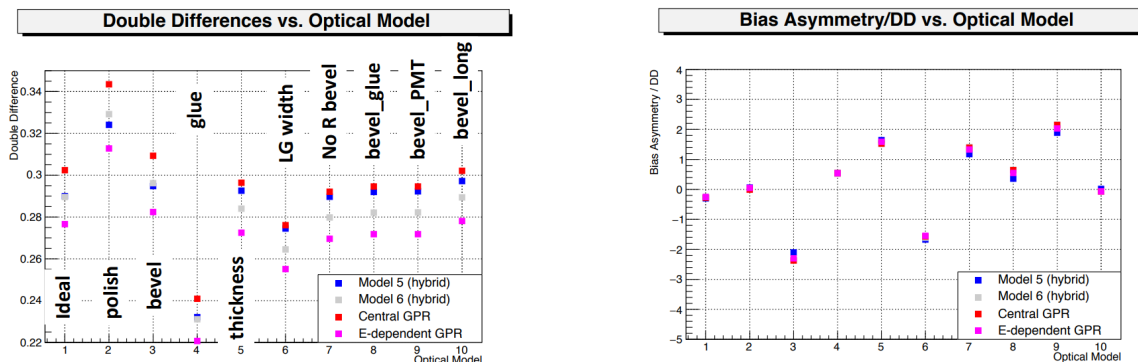 Double Differences vs. Optical Model
Double Difference
0.34
0.32
0.3
0.28
0.26
0.24
0.22
Ideal
polish
bevel
glue
thickness
LG width
No R bevel
bevel_glue
bevel_PMT
bevel_long
Model 5 (hybrid)
Model 6 (hybrid)
Central GPR
E-dependent GPR
1 2 3 4 5 6 7 8 9 10
Optical Model
Bias Asymmetry/DD vs. Optical Model
Bias Asymmetry / DD
4
3
2
1
0
−1
−2
−3
−4
−5
Model 5 (hybrid)
Model 6 (hybrid)
Central GPR
E-dependent GPR
1 2 3 4 5 6 7 8 9 10
Optical Model